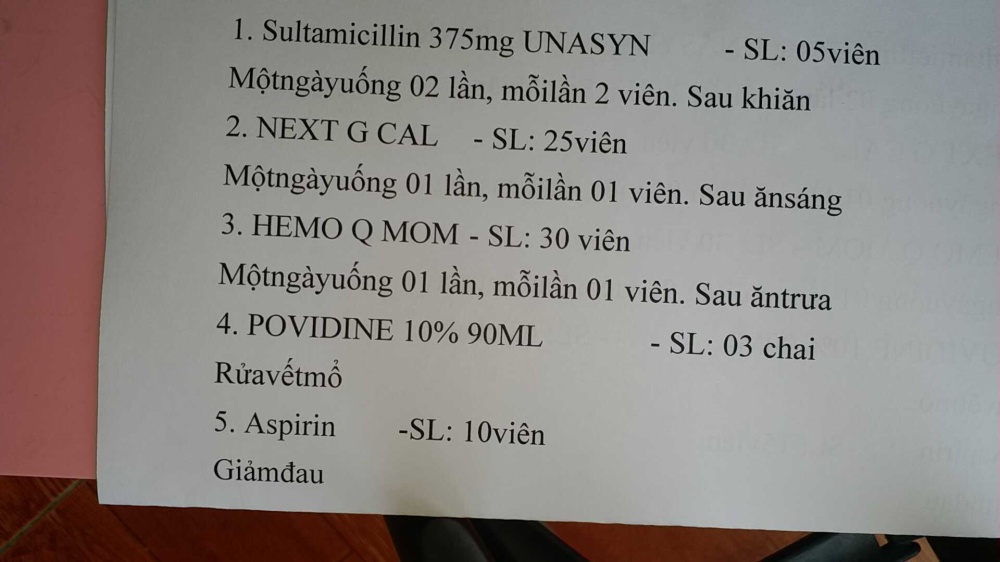 1. Sultamicillin 375mg UNASYN - SL: 05viên
Mộtngàyuống 02 lần, mỗilần 2 viên. Sau khiăn
2. NEXT G CAL - SL: 25viên
Mộtngàyuống 01 lần, mỗilần 01 viên. Sau ănsáng
3. HEMO Q MOM - SL: 30 viên
Mộtngàyuống 01 lần, mỗilần 01 viên. Sau ăntrưa
4. POVIDINE 10% 90ML - SL: 03 chai
Rửavếtmổ
5. Aspirin -SL: 10viên
Giảmđau